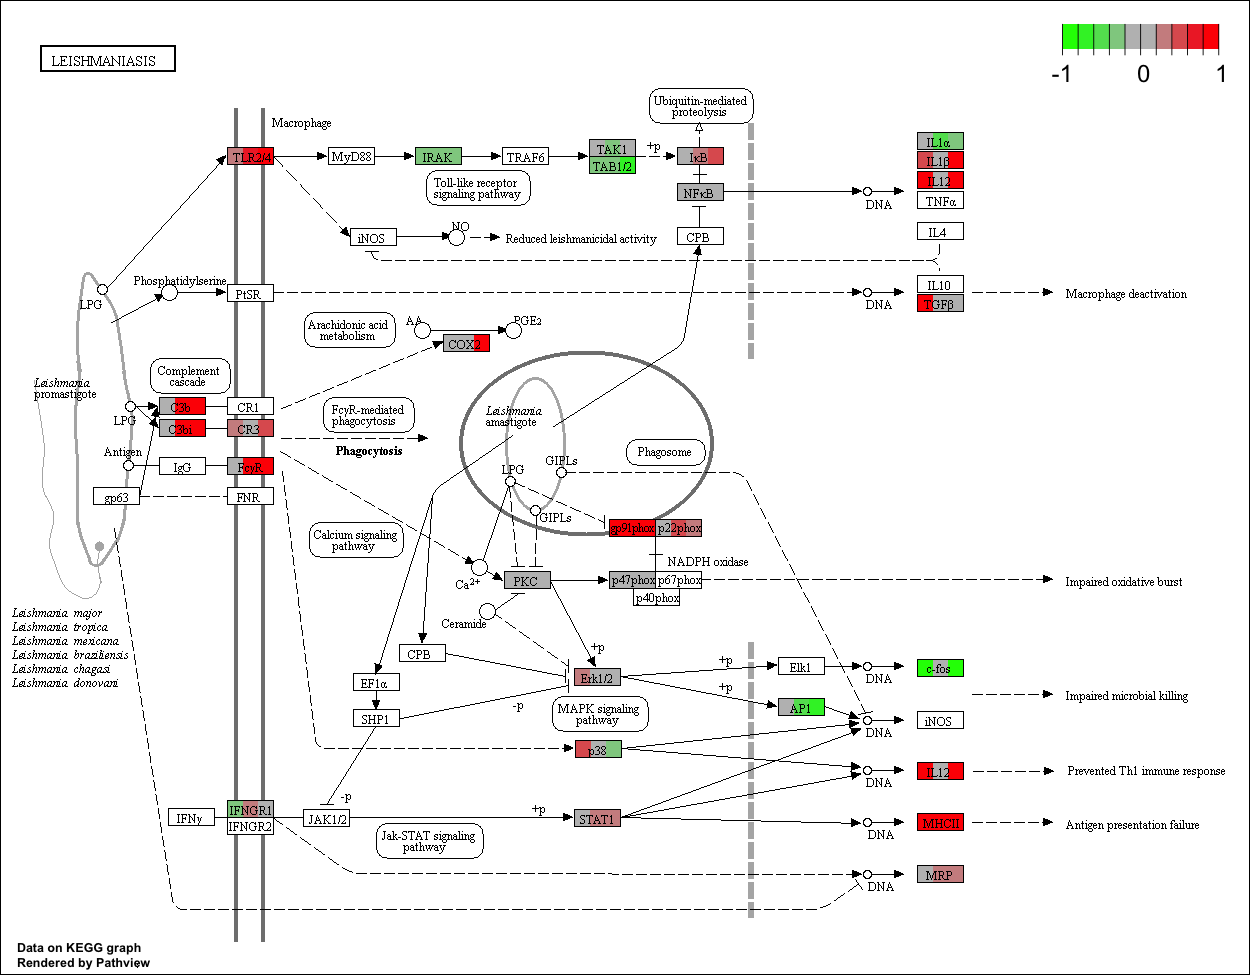 LEISHMANIASIS
-1 0 1
Macrophage
Ubiquitin-mediated
proteolysis
TLR2/4
MyD88
IRAK
TRAF6
TAK1
TAB1/2
+p
IκB
NFκB
CPB
Toll-like receptor
signaling pathway
DNA
IL1α
IL1β
IL12
TNFα
IL4
IL10
TGFβ
iNOS
NO
Reduced leishmanicidal activity
Phosphatidylserine
PtSR
DNA
Macrophage deactivation
LPG
Arachidonic acid
metabolism
AA
PGE2
COX2
Leishmania
promastigote
Complement
cascade
LPG
C3b
CR1
C3bi
CR3
FcγR-mediated
phagocytosis
Phagocytosis
Antigen
IgG
FcγR
gp63
FNR
Leishmania
amastigote
Phagosome
LPG
GIPLs
GIPLs
gp91phox
p22phox
NADPH oxidase
p47phox
p67phox
p40phox
Impaired oxidative burst
Calcium signaling
pathway
Ca2+
PKC
Ceramide
Leishmania major
Leishmania tropica
Leishmania mexicana
Leishmania braziliensis
Leishmania chagasi
Leishmania donovani
CPB
EF1α
SHP1
+p
Erk1/2
-p
MAPK signaling
pathway
+p
+p
Elk1
AP1
DNA
c-fos
Impaired microbial killing
DNA
iNOS
p38
DNA
IL12
Prevented Th1 immune response
IFNγ
IFNGR1
IFNGR2
-p
JAK1/2
+p
STAT1
Jak-STAT signaling
pathway
DNA
MHCII
Antigen presentation failure
DNA
MRP
Data on KEGG graph
Rendered by Pathview